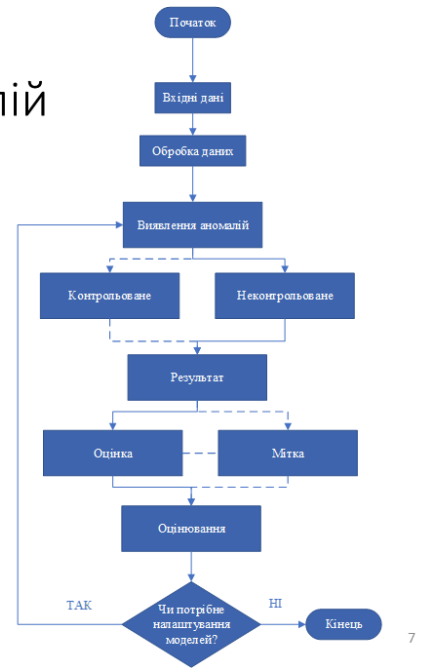 лій
Початок
Вхідні дані
Обробка даних
Виявлення аномалій
Контрольоване
Неконтрольоване
Результат
Оцінка
Мітка
Оцінювання
ТАК
Чи потрібне
налаштування
моделей?
НІ
Кінець
7